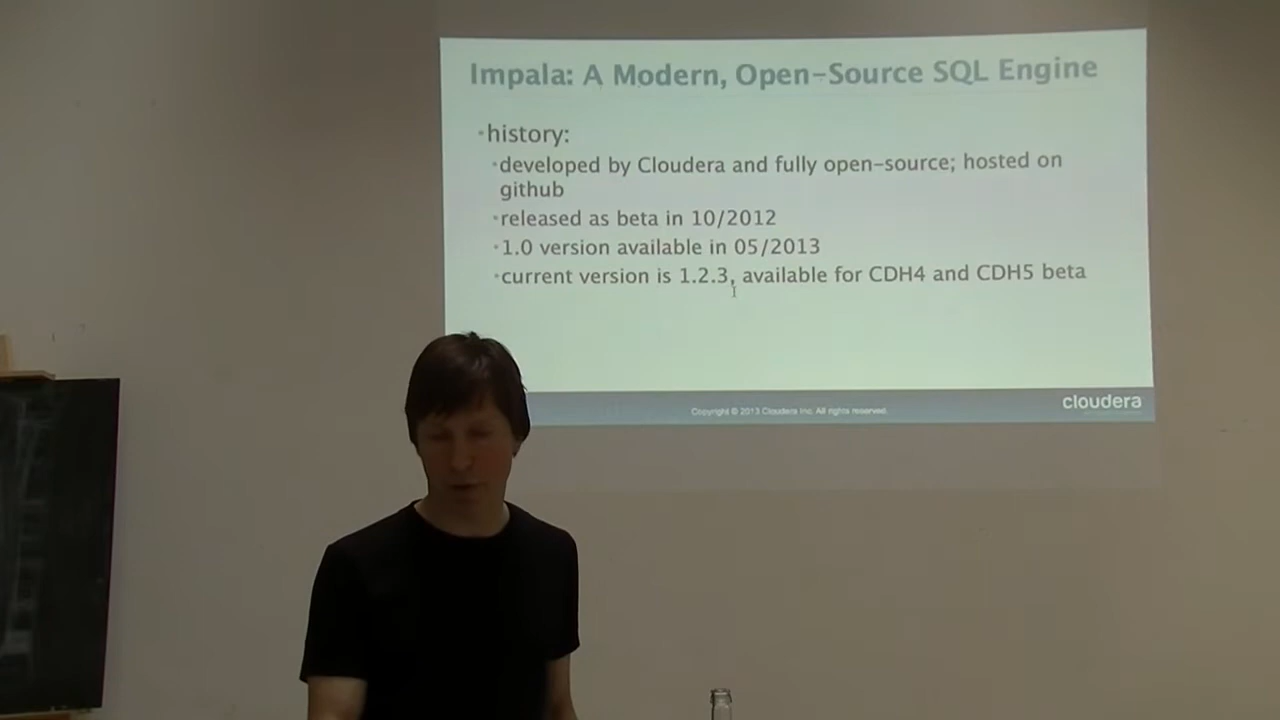 Impala: A Modern, Open-Source SQL Engine
•history:
•developed by Cloudera and fully open-source; hosted on
github
•released as beta in 10/2012
•1.0 version available in 05/2013
•current version is 1.2.3, available for CDH4 and CDH5 beta
Copyright © 2013 Cloudera Inc. All rights reserved.
cloudera